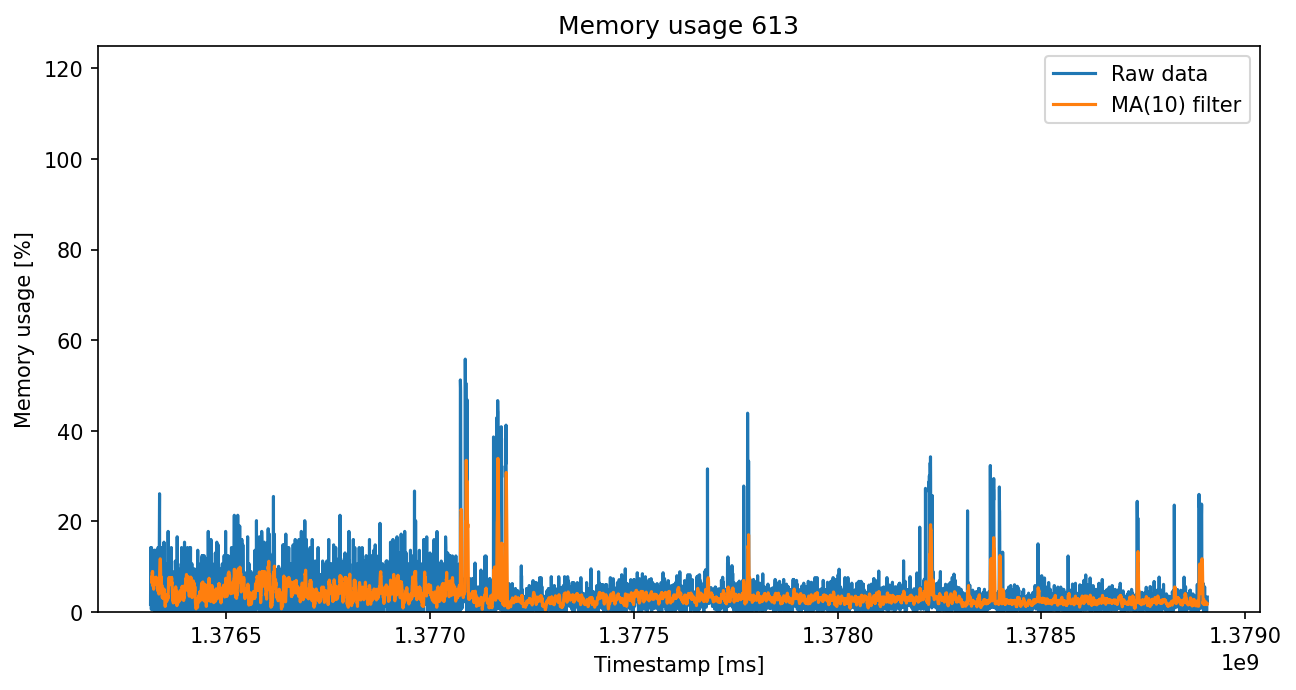 Memory usage 613
Raw data
MA(10) filter
Memory usage [%]
120
100
80
60
40
20
0
1.3765 1.3770 1.3775 1.3780 1.3785 1.3790
1e9
Timestamp [ms]